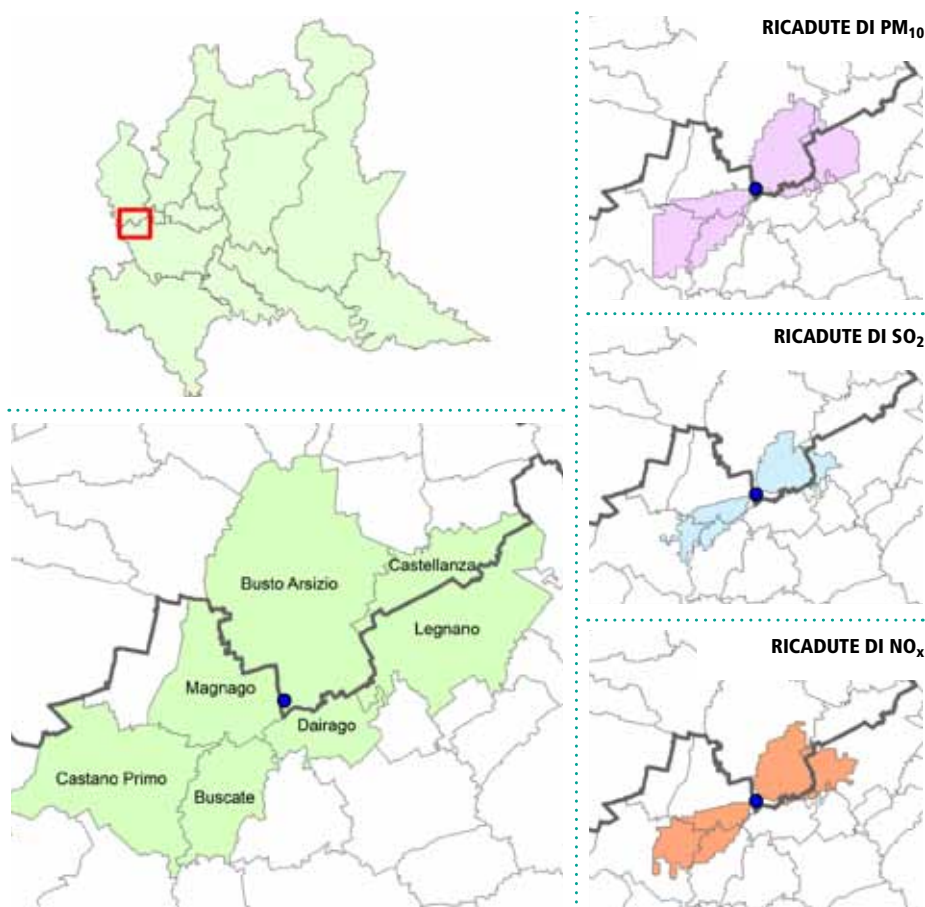 RICADUTE DI PM10
RICADUTE DI SO2
RICADUTE DI NOx
Busto Arsizio
Castellanza
Legnano
Magnago
Dairago
Castano Primo
Buscate